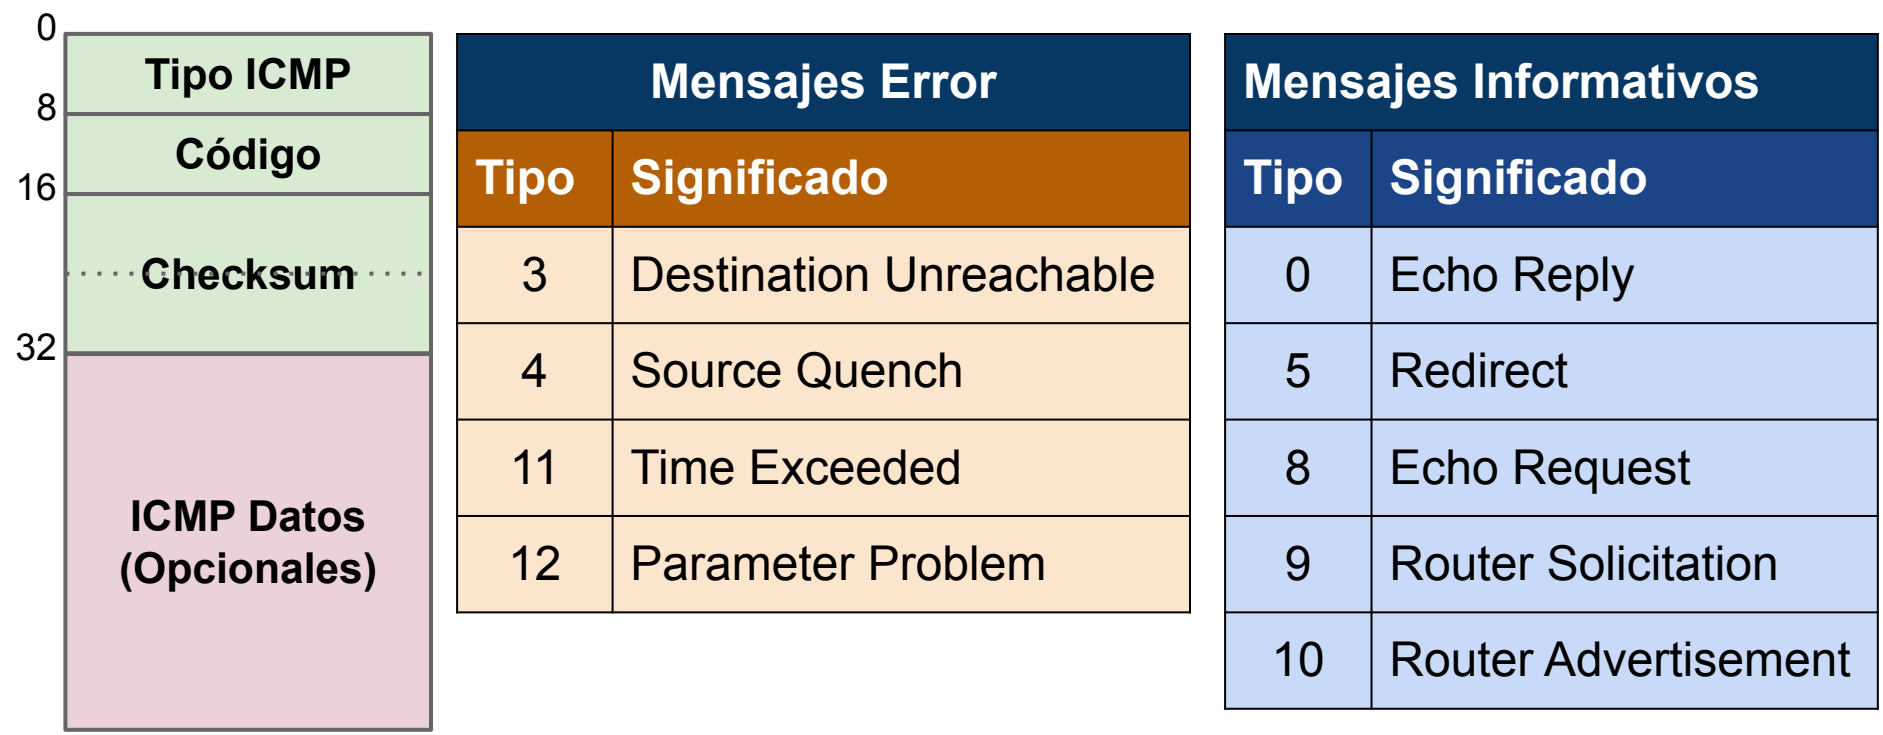 0
Tipo ICMP
8
Código
16
Checksum
32
ICMP Datos
(Opcionales)
Mensajes Error
Tipo Significado
3 Destination Unreachable
4 Source Quench
11 Time Exceeded
12 Parameter Problem
Mensajes Informativos
Tipo Significado
0 Echo Reply
5 Redirect
8 Echo Request
9 Router Solicitation
10 Router Advertisement